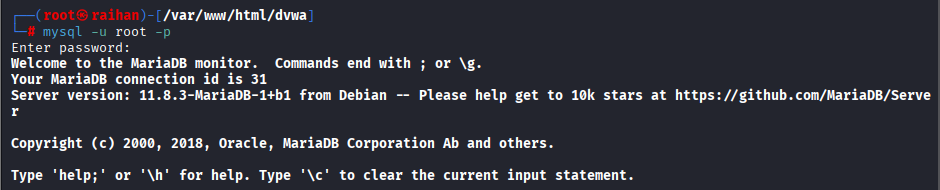 ┌──(root㉿raihan)-[/var/www/html/dvwa]
└─# mysql -u root -p
Enter password:
Welcome to the MariaDB monitor.  Commands end with ; or \g.
Your MariaDB connection id is 31
Server version: 11.8.3-MariaDB-1+b1 from Debian -- Please help get to 10k stars at https://github.com/MariaDB/Serve
r
Copyright (c) 2000, 2018, Oracle, MariaDB Corporation Ab and others.
Type 'help;' or '\h' for help. Type '\c' to clear the current input statement.